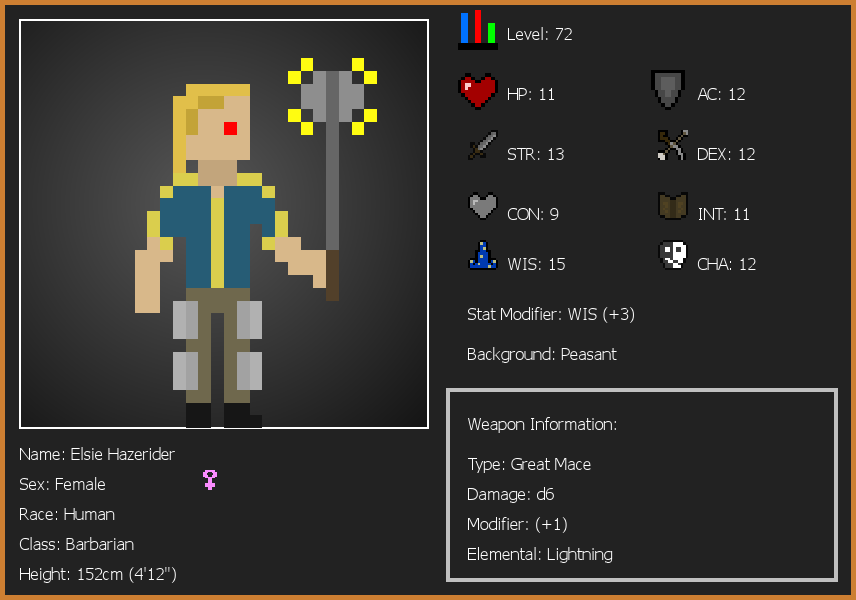 Level: 72
HP: 11
AC: 12
STR: 13
DEX: 12
CON: 9
INT: 11
WIS: 15
CHA: 12
Stat Modifier: WIS (+3)
Background: Peasant
Weapon Information:
Type: Great Mace
Damage: d6
Modifier: (+1)
Elemental: Lightning
Name: Elsie Hazerider
Sex: Female
Race: Human
Class: Barbarian
Height: 152cm (4'12")